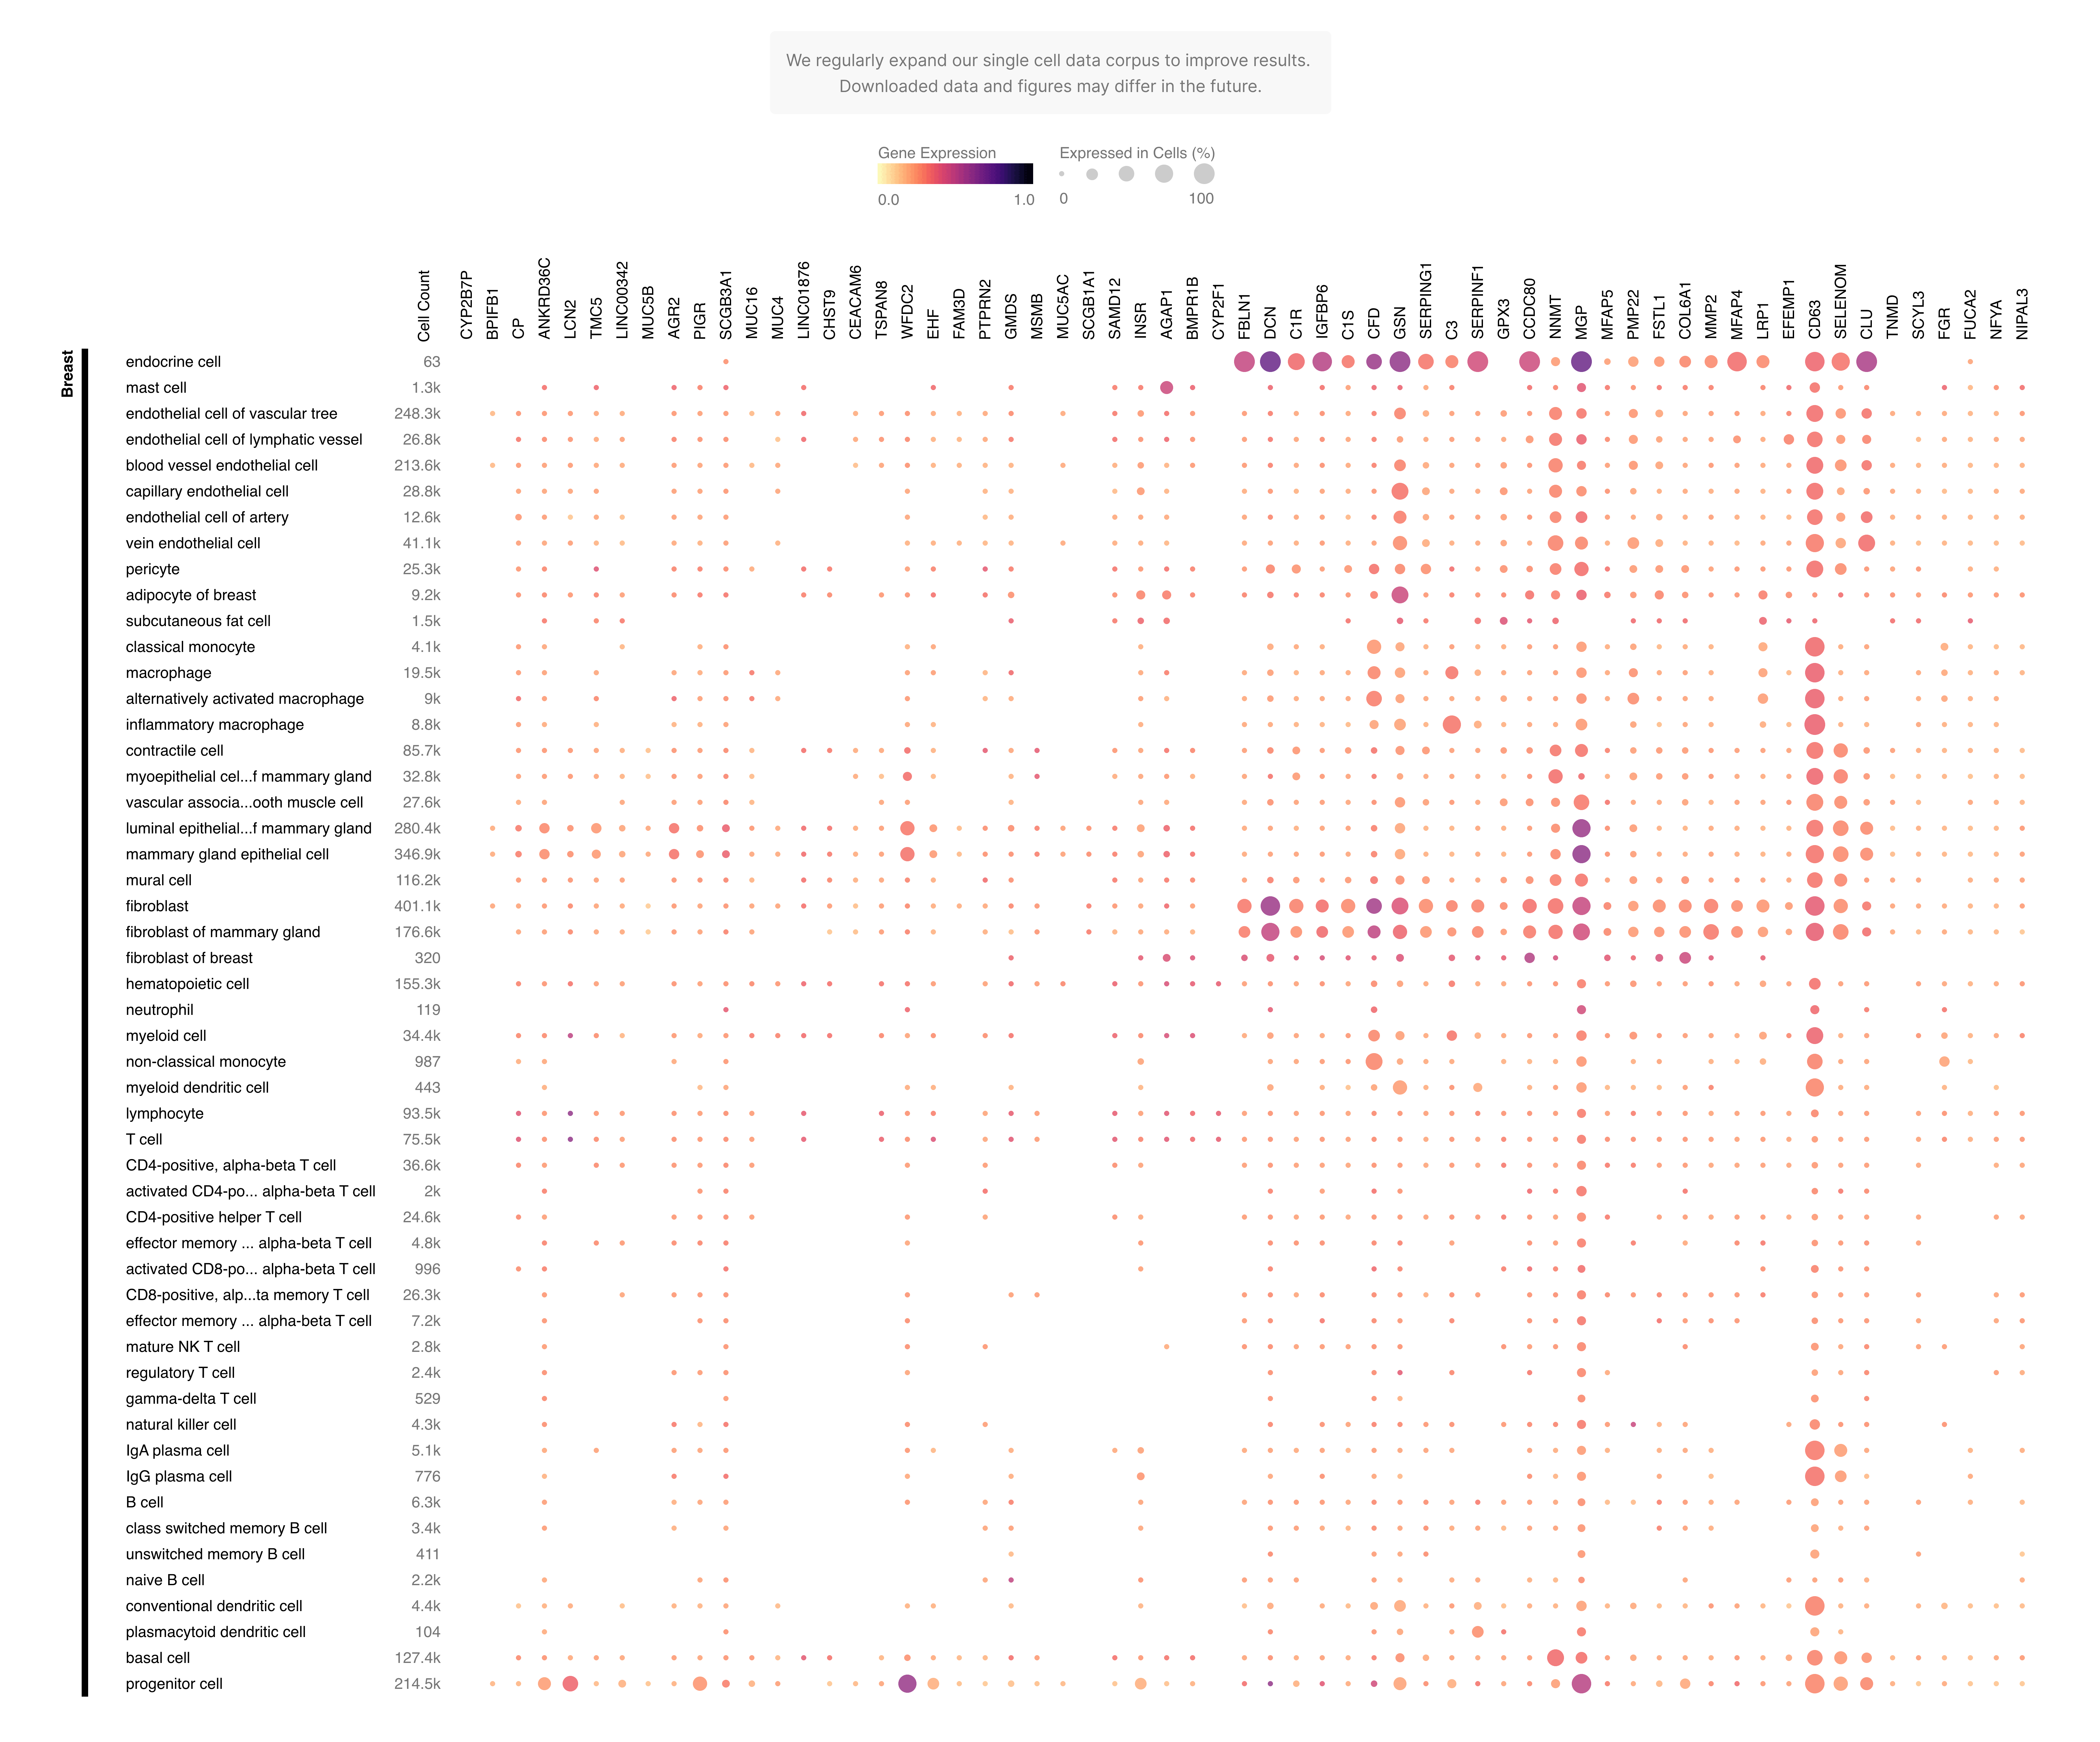 We regularly expand our single cell data corpus to improve results.
Downloaded data and figures may differ in the future.
Gene Expression
0.0 1.0
Expressed in Cells (%)
0 100
Cell Count
CYP2B7P
BPIFB1
CP
ANKRD36C
LCN2
TMC5
LINC00342
MUC5B
AGR2
PIGR
SCGB3A1
MUC16
MUC4
LINC01876
CHST9
CEACAM6
TSPAN8
WFDC2
EHF
FAM3D
PTPRN2
GMDS
MSMB
MUC5AC
SCGB1A1
SAMD12
INSR
AGAP1
BMPR1B
CYP2F1
FBLN1
DCN
C1R
IGFBP6
C1S
CFD
GSN
SERPING1
C3
SERPINF1
GPX3
CCDC80
NNMT
MGP
MFAP5
PMP22
FSTL1
COL6A1
MMP2
MFAP4
LRP1
EFEMP1
CD63
SELENOM
CLU
TNMD
SCYL3
FGR
FUCA2
NFYA
NIPAL3
Breast
endocrine cell 63
mast cell 1.3k
endothelial cell of vascular tree 248.3k
endothelial cell of lymphatic vessel 26.8k
blood vessel endothelial cell 213.6k
capillary endothelial cell 28.8k
endothelial cell of artery 12.6k
vein endothelial cell 41.1k
pericyte 25.3k
adipocyte of breast 9.2k
subcutaneous fat cell 1.5k
classical monocyte 4.1k
macrophage 19.5k
alternatively activated macrophage 9k
inflammatory macrophage 8.8k
contractile cell 85.7k
myoepithelial cel...f mammary gland 32.8k
vascular associa...ooth muscle cell 27.6k
luminal epithelial...f mammary gland 280.4k
mammary gland epithelial cell 346.9k
mural cell 116.2k
fibroblast 401.1k
fibroblast of mammary gland 176.6k
fibroblast of breast 320
hematopoietic cell 155.3k
neutrophil 119
myeloid cell 34.4k
non-classical monocyte 987
myeloid dendritic cell 443
lymphocyte 93.5k
T cell 75.5k
CD4-positive, alpha-beta T cell 36.6k
activated CD4-po... alpha-beta T cell 2k
CD4-positive helper T cell 24.6k
effector memory ... alpha-beta T cell 4.8k
activated CD8-po... alpha-beta T cell 996
CD8-positive, alp...ta memory T cell 26.3k
effector memory ... alpha-beta T cell 7.2k
mature NK T cell 2.8k
regulatory T cell 2.4k
gamma-delta T cell 529
natural killer cell 4.3k
IgA plasma cell 5.1k
IgG plasma cell 776
B cell 6.3k
class switched memory B cell 3.4k
unswitched memory B cell 411
naive B cell 2.2k
conventional dendritic cell 4.4k
plasmacytoid dendritic cell 104
basal cell 127.4k
progenitor cell 214.5k